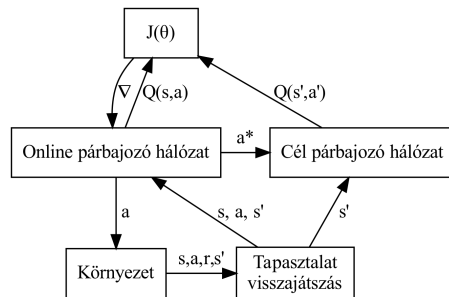 J(θ)
∇
Q(s,a)
Q(s',a')
Online párbajozó hálózat
a*
Cél párbajozó hálózat
a
s, a, s'
s'
Környezet
s,a,r,s'
Tapasztalat
visszajátszás